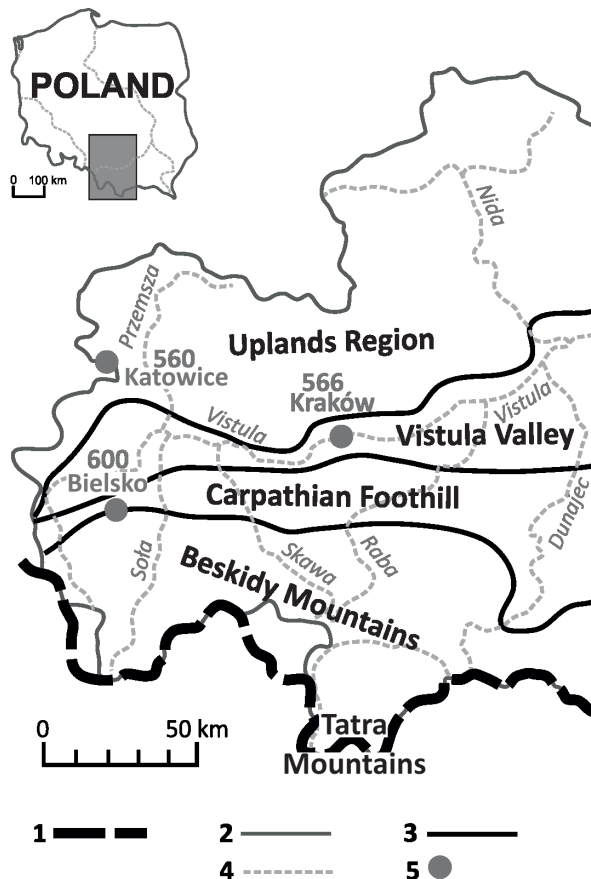 POLAND
0 100 km
Nida
Przemsza
Uplands Region
560
Katowice
566
Kraków
Vistula
Vistula
Vistula Valley
600
Bielsko
Carpathian Foothill
Dunajec
Soła
Skawa
Raba
Beskidy Mountains
0 50 km
Tatra
Mountains
1 2 3
4 5